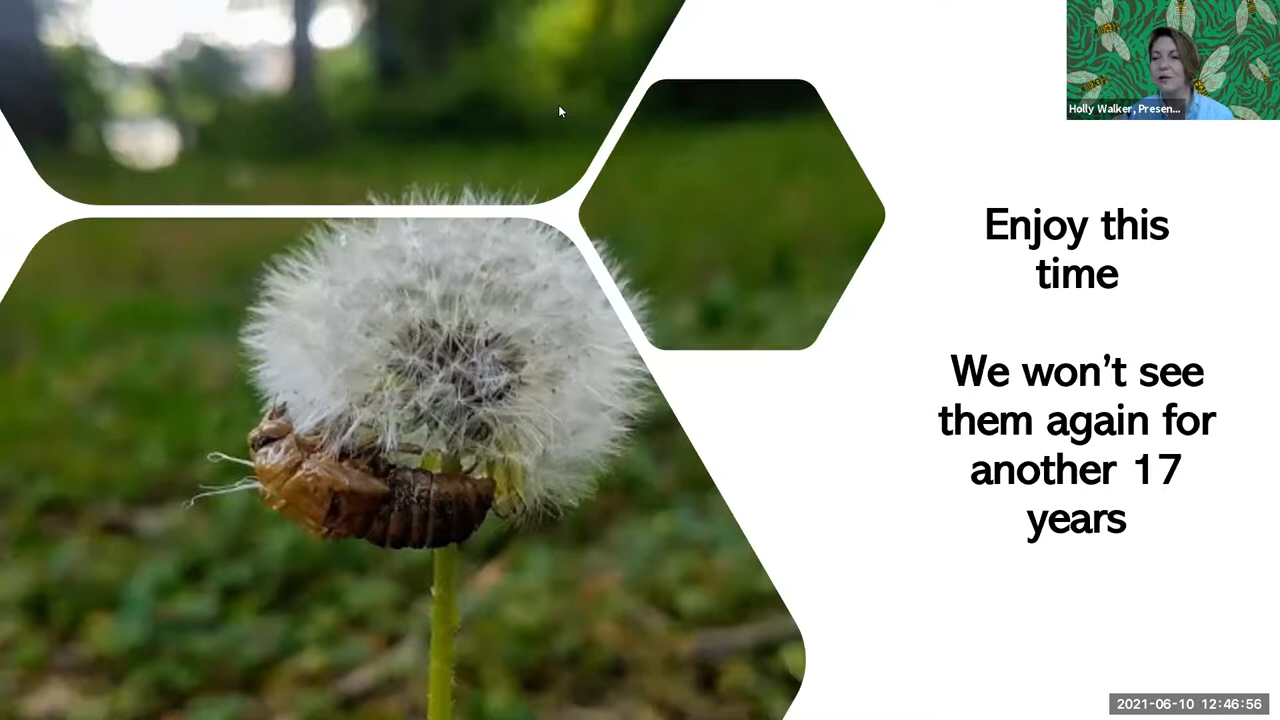 Holly Walker, Presen...
Enjoy this
time
We won't see
them again for
another 17
years
2021-06-10 12:46:56